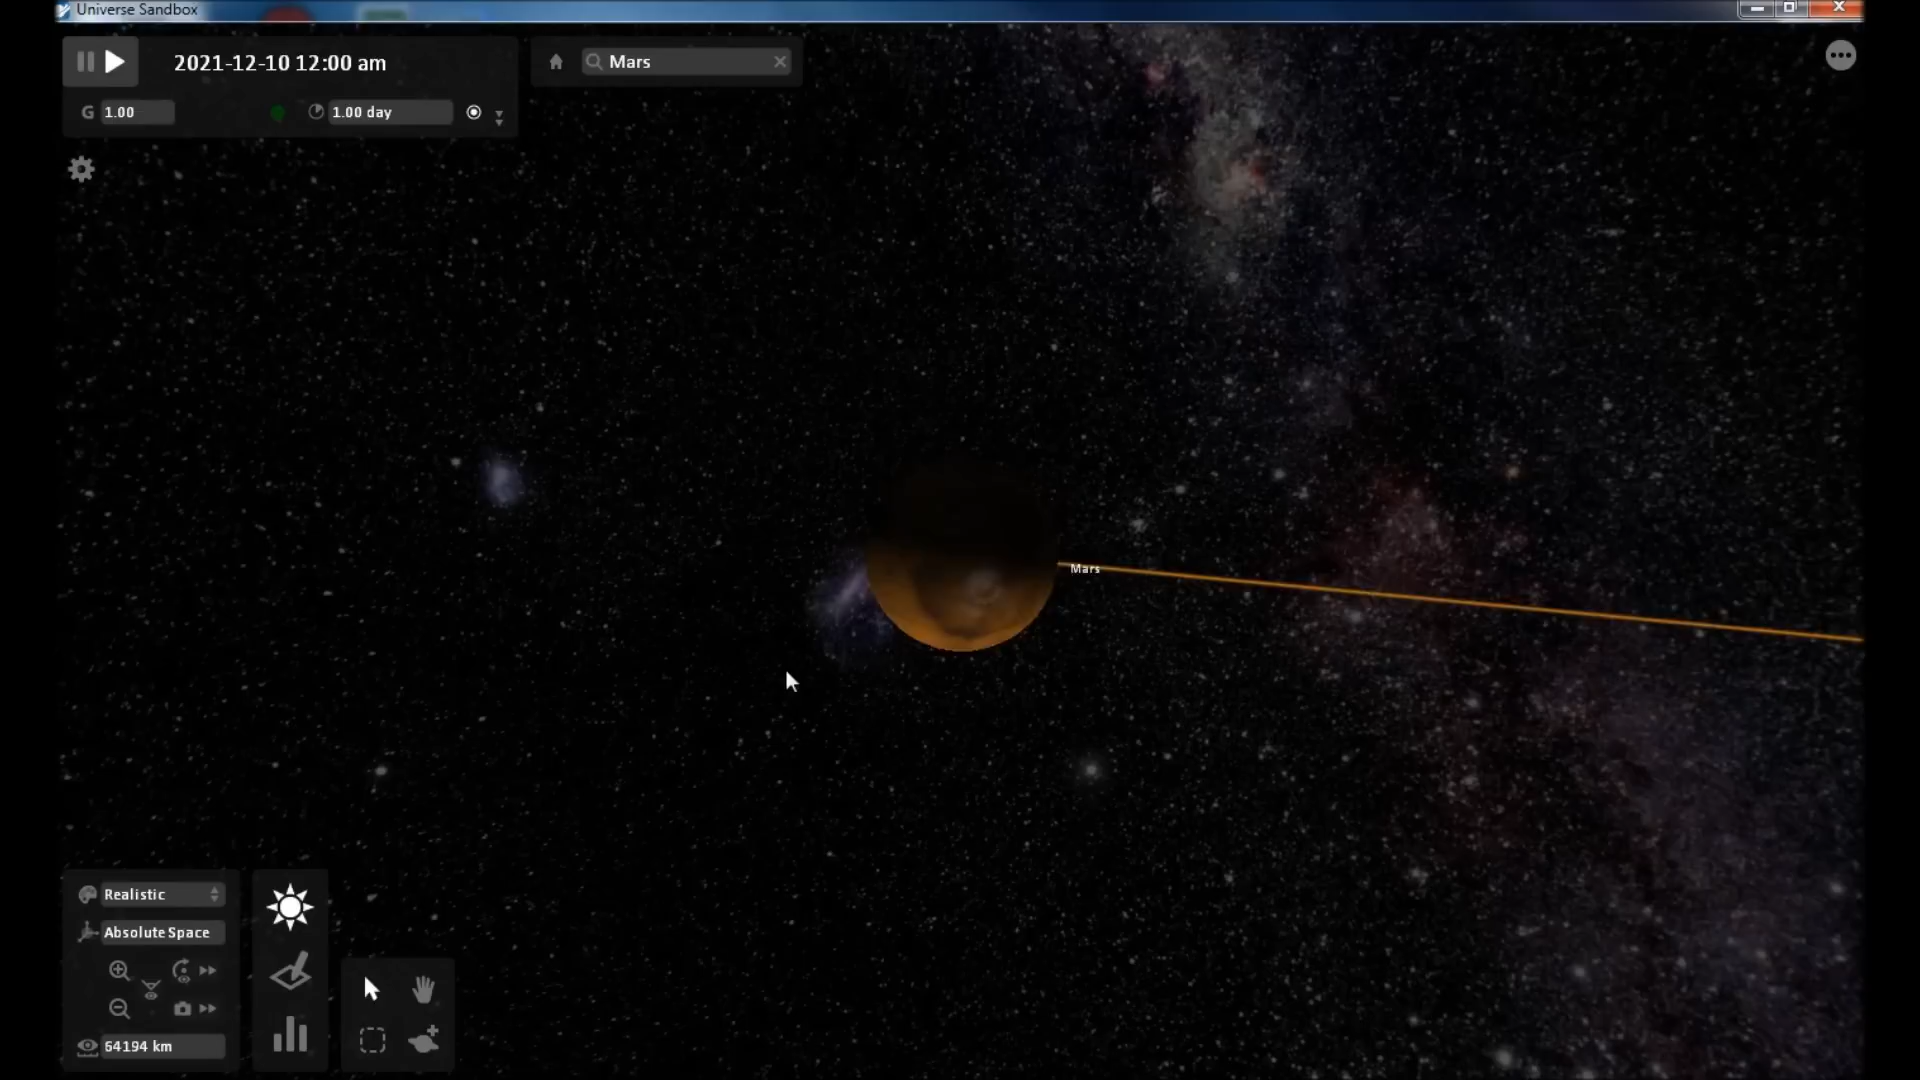 Universe Sandbox
2021-12-10 12:00 am
Mars
G 1.00
1.00 day
Mars
Realistic
Absolute Space
64194 km